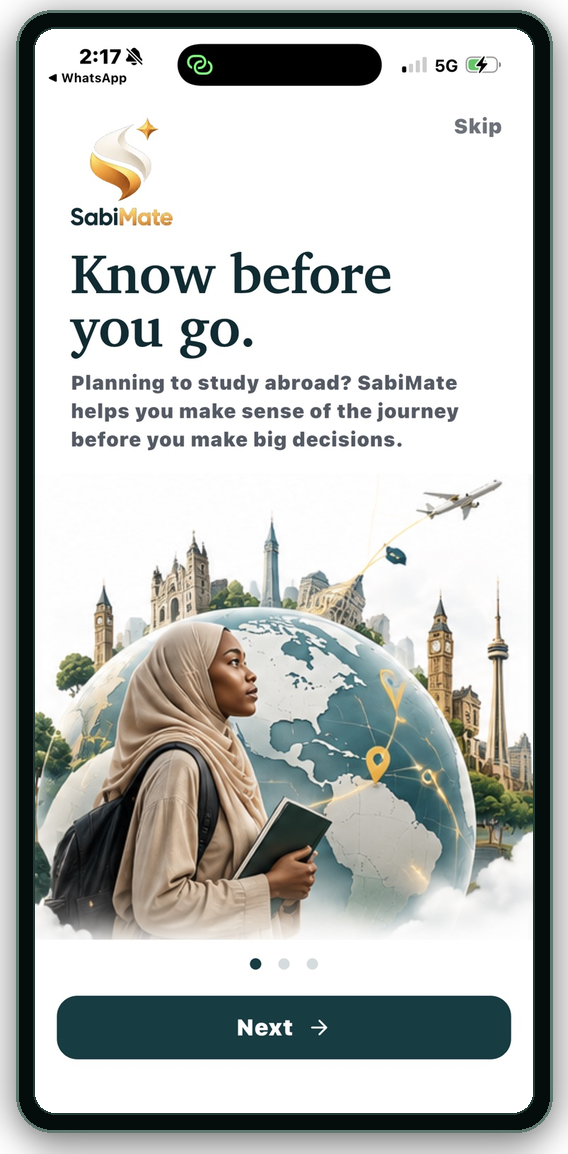 2:17
5G
◀ WhatsApp
Skip
SabiMate
Know before
you go.
Planning to study abroad? SabiMate
helps you make sense of the journey
before you make big decisions.
Next →